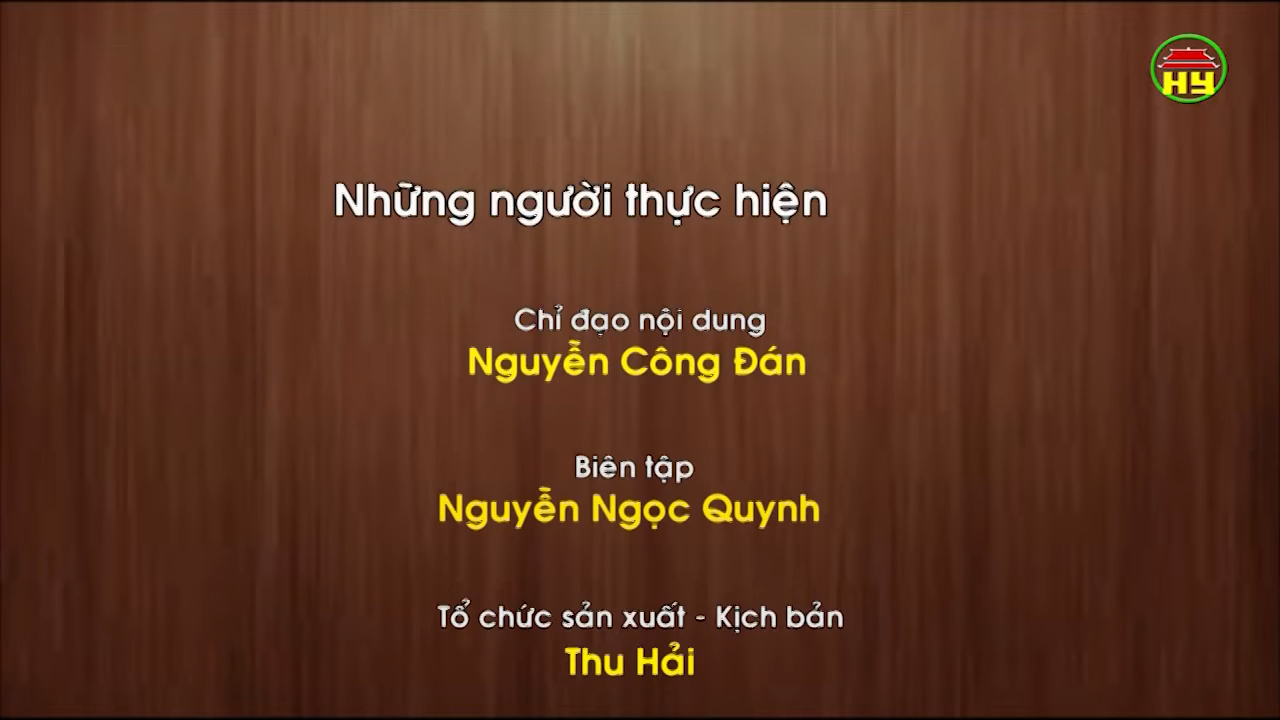 HY
Những người thực hiện
Chỉ đạo nội dung
Nguyễn Công Đán
Biên tập
Nguyễn Ngọc Quynh
Tổ chức sản xuất - Kịch bản
Thu Hải